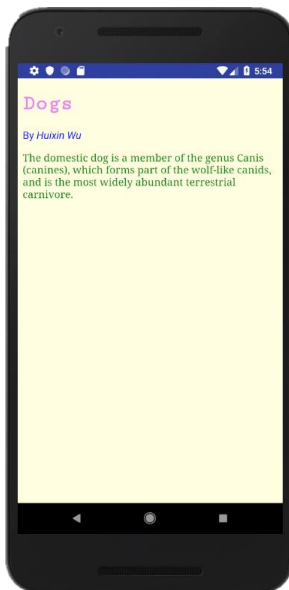 5:54
Dogs
By Huixin Wu
The domestic dog is a member of the genus Canis
(canines), which forms part of the wolf-like canids,
and is the most widely abundant terrestrial
carnivore.